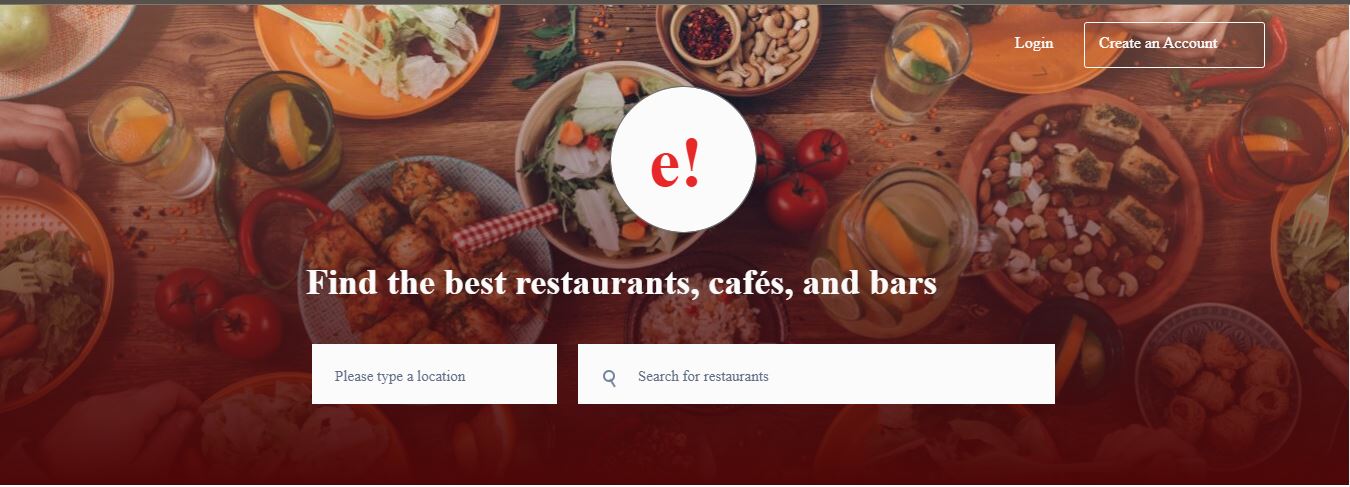 Login
Create an Account
e!
Find the best restaurants, cafés, and bars
Please type a location
Search for restaurants